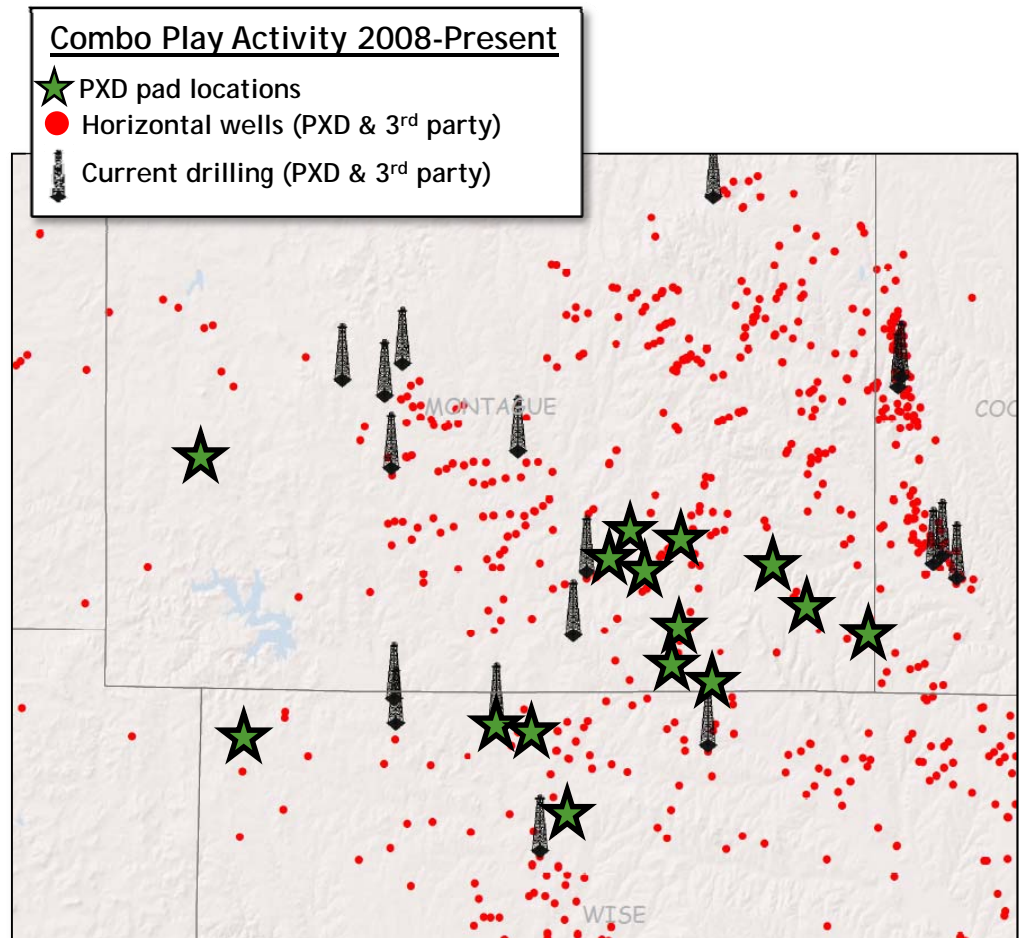 Combo Play Activity 2008-Present
PXD pad locations
Horizontal wells (PXD & 3rd party)
Current drilling (PXD & 3rd party)
MONTAGUE
COO
WISE